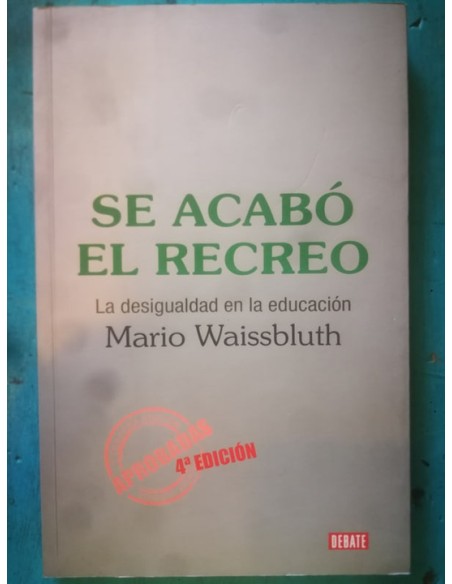 SE ACABÓ
EL RECREO
La desigualdad en la educación
Mario Waissbluth
4ª EDICIÓN
DEBATE